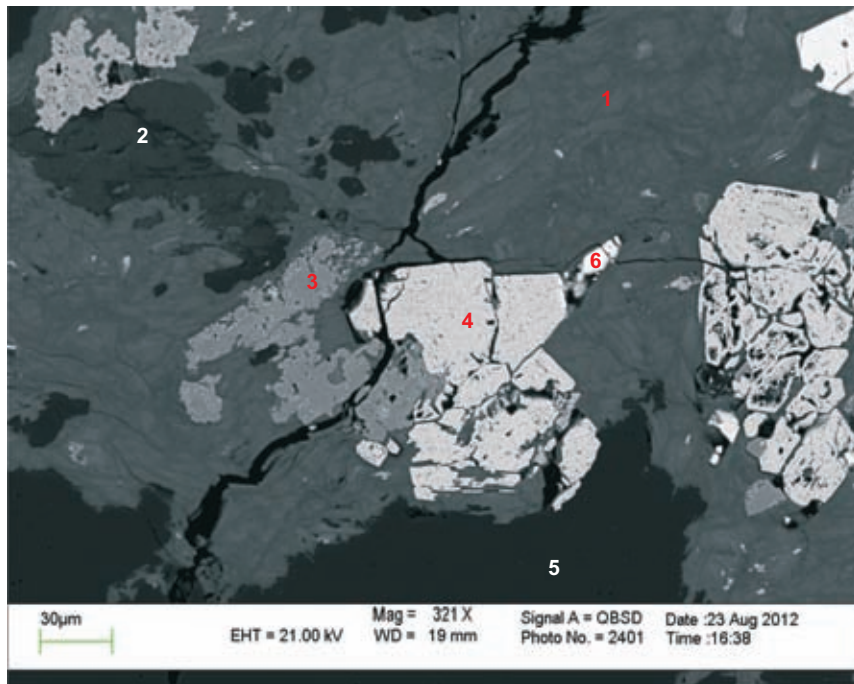 1
2
3
6
4
5
30µm
Mag = 321 X
Signal A = QBSD
Date :23 Aug 2012
EHT = 21.00 kV
WD = 19 mm
Photo No. = 2401
Time :16:38